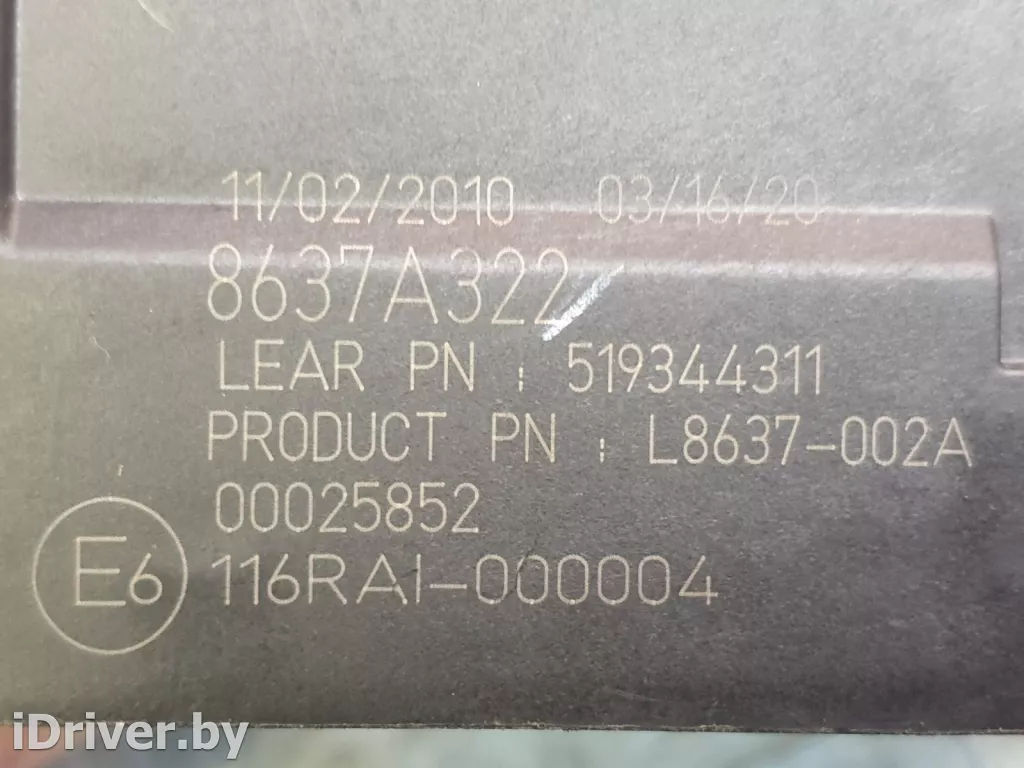 11/02/2010 03/16/20
8637A322
LEAR PN : 519344311
PRODUCT PN : L8637-002A
00025852
E6 116RAI-000004
iDriver.by